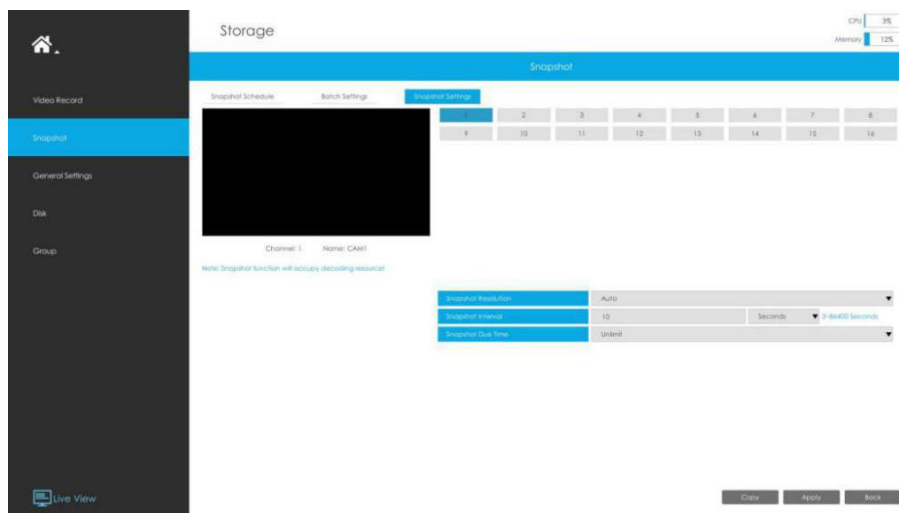 Storage
CPU 3%
Memory 12%
Snapshot
Video Record
Snapshot
General Settings
Disk
Group
Live View
Snapshot Schedule Batch Settings Snapshot Settings
1 2 3 4 5 6 7 8
9 10 11 12 13 14 15 16
Channel: 1 Name: CAM1
Note: Snapshot function will occupy decoding resource!
Snapshot Resolution Auto
Snapshot Interval 10 Seconds 2~86400 Seconds
Snapshot Due Time Unlimit
Copy Apply Back